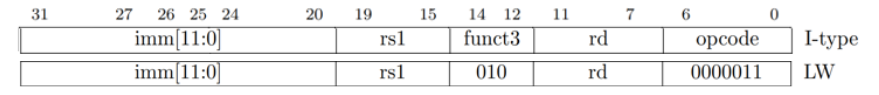 31 27 26 25 24 20 19 15 14 12 11 7 6 0
imm[11:0] rs1 funct3 rd opcode I-type
imm[11:0] rs1 010 rd 0000011 LW